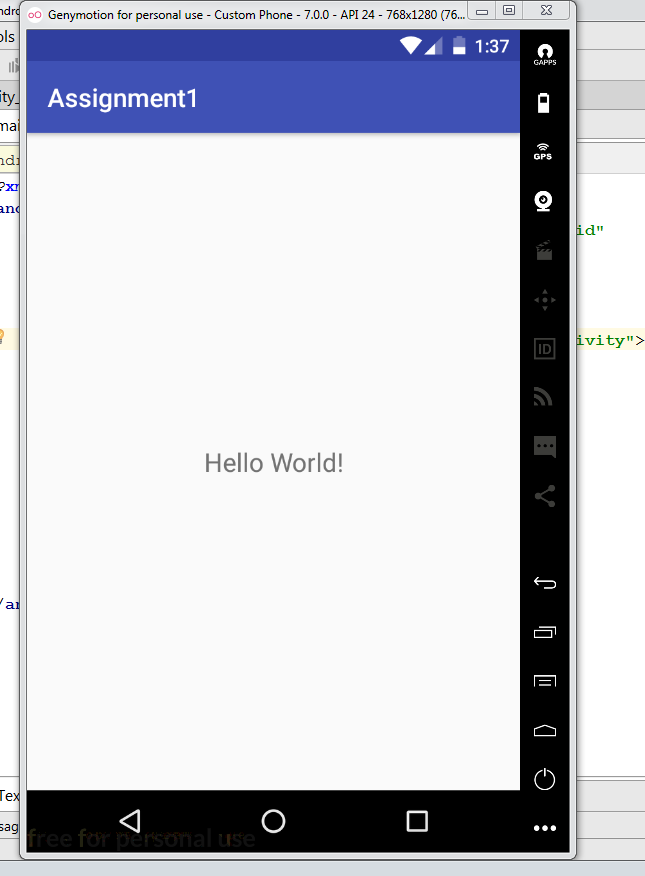 Genymotion for personal use - Custom Phone - 7.0.0 - API 24 - 768x1280 (76...
ols
1:37
GAPPS
Assignment1
ity_
mai
ndr
GPS
?xm
and
id"
ivity">
ID
Hello World!
/an
Tex
free for personal use
ssag